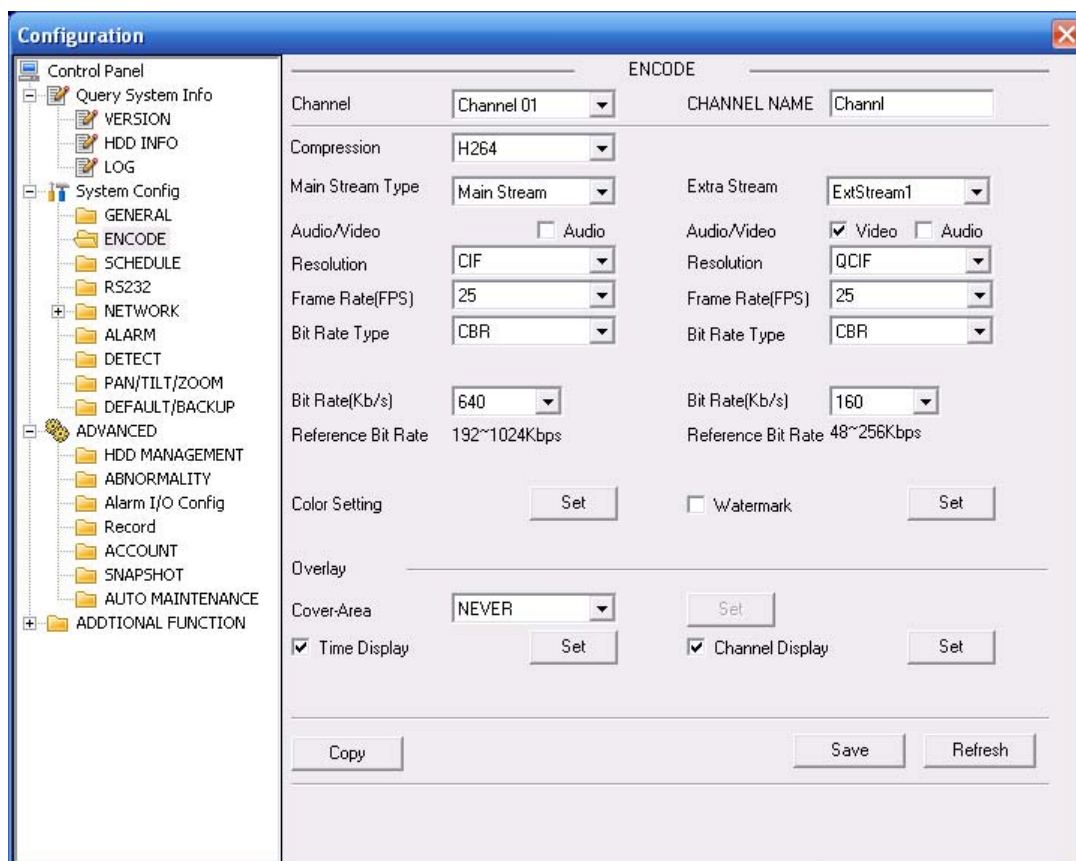 Configuration
Control Panel
Query System Info
VERSION
HDD INFO
LOG
System Config
GENERAL
ENCODE
SCHEDULE
RS232
NETWORK
ALARM
DETECT
PAN/TILT/ZOOM
DEFAULT/BACKUP
ADVANCED
HDD MANAGEMENT
ABNORMALITY
Alarm I/O Config
Record
ACCOUNT
SNAPSHOT
AUTO MAINTENANCE
ADDTIONAL FUNCTION
ENCODE
Channel Channel 01 CHANNEL NAME Channl
Compression H264
Main Stream Type Main Stream Extra Stream ExtStream1
Audio/Video Audio Audio/Video Video Audio
Resolution CIF Resolution QCIF
Frame Rate(FPS) 25 Frame Rate(FPS) 25
Bit Rate Type CBR Bit Rate Type CBR
Bit Rate(Kb/s) 640 Bit Rate(Kb/s) 160
Reference Bit Rate 192~1024Kbps Reference Bit Rate 48~256Kbps
Color Setting Set Watermark Set
Overlay
Cover-Area NEVER Set
Time Display Set Channel Display Set
Copy Save Refresh